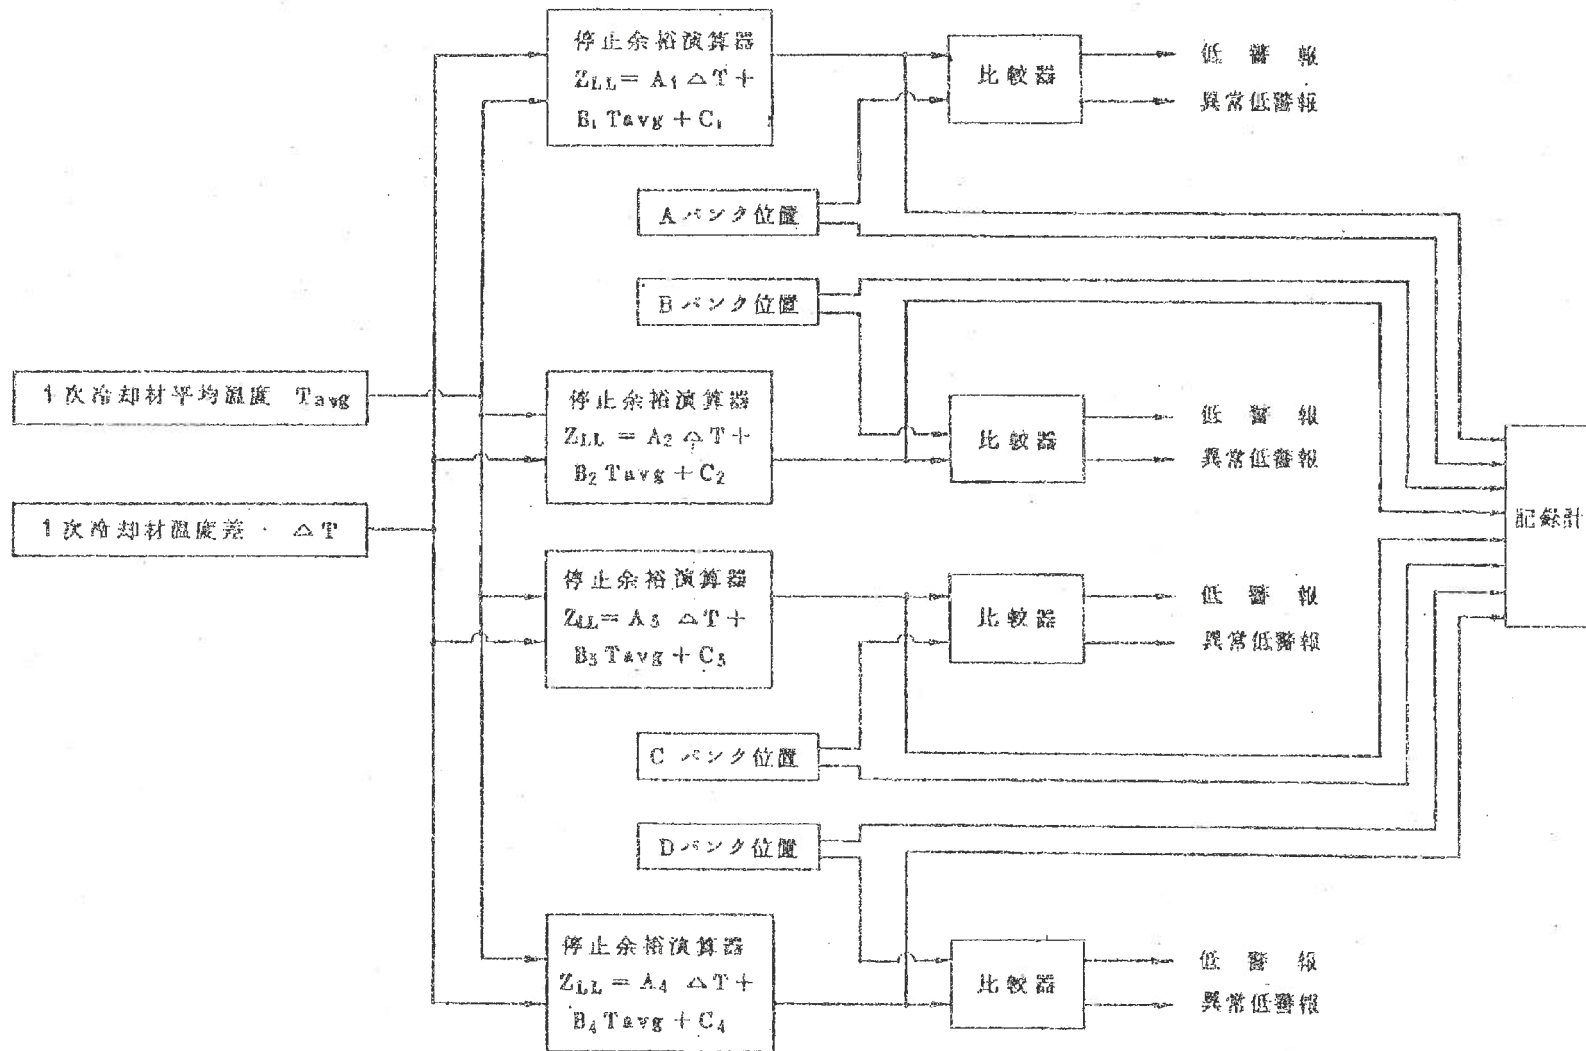 停止余裕演算器
Z_LL = A₁ △T +
B₁ Tavg + C₁
比較器
低警報
異常低警報
Aバンク位置
Bバンク位置
1次冷却材平均温度 Tavg
停止余裕演算器
Z_LL = A₂ △T +
B₂ Tavg + C₂
比較器
低警報
異常低警報
1次冷却材温度差・ △T
記録計
停止余裕演算器
Z_LL = A₃ △T +
B₃ Tavg + C₃
比較器
低警報
異常低警報
Cバンク位置
Dバンク位置
停止余裕演算器
Z_LL = A₄ △T +
B₄ Tavg + C₄
比較器
低警報
異常低警報